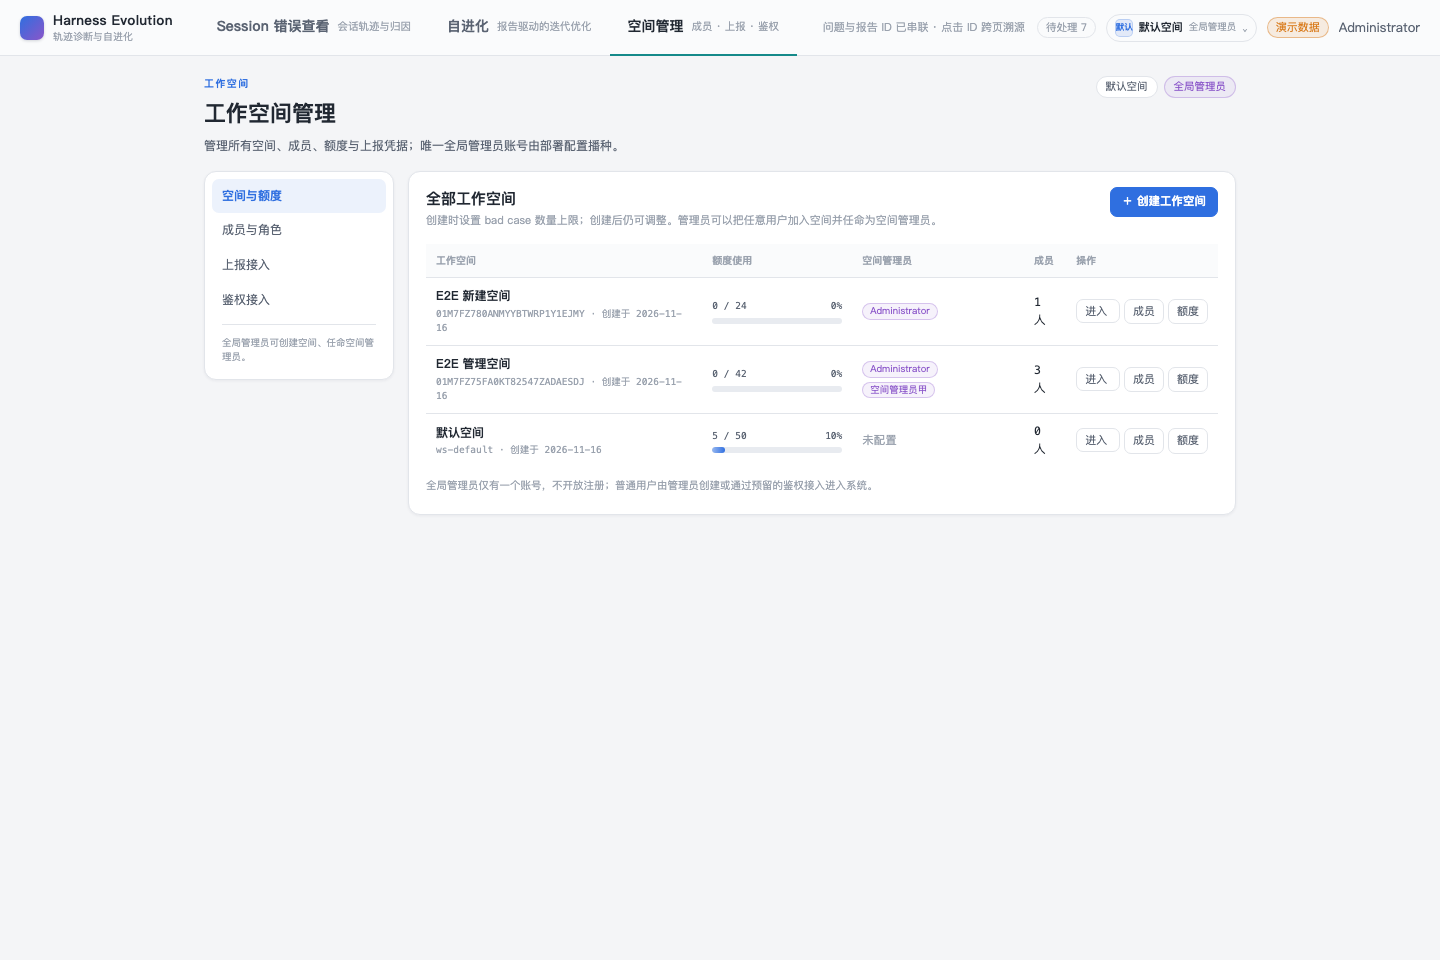 Harness Evolution
轨迹诊断与自进化
Session 错误查看 会话轨迹与归因
自进化 报告驱动的迭代优化
空间管理 成员 · 上报 · 鉴权
问题与报告 ID 已串联 · 点击 ID 跨页溯源
待处理 7
默认 默认空间 全局管理员
演示数据
Administrator
工作空间
工作空间管理
管理所有空间、成员、额度与上报凭据；唯一全局管理员账号由部署配置播种。
默认空间
全局管理员
空间与额度
成员与角色
上报接入
鉴权接入
全局管理员可创建空间、任命空间管
理员。
全部工作空间
创建时设置 bad case 数量上限；创建后仍可调整。管理员可以把任意用户加入空间并任命为空间管理员。
＋ 创建工作空间
工作空间 额度使用 空间管理员 成员 操作
E2E 新建空间
01M7FZ780ANMYYBTWRP1Y1EJMY · 创建于 2026-11-
16
0 / 24 0%
Administrator
1
人
进入 成员 额度
E2E 管理空间
01M7FZ75FA0KT82547ZADAESDJ · 创建于 2026-11-
16
0 / 42 0%
Administrator
空间管理员甲
3
人
进入 成员 额度
默认空间
ws-default · 创建于 2026-11-16
5 / 50 10%
未配置
0
人
进入 成员 额度
全局管理员仅有一个账号，不开放注册；普通用户由管理员创建或通过预留的鉴权接入进入系统。